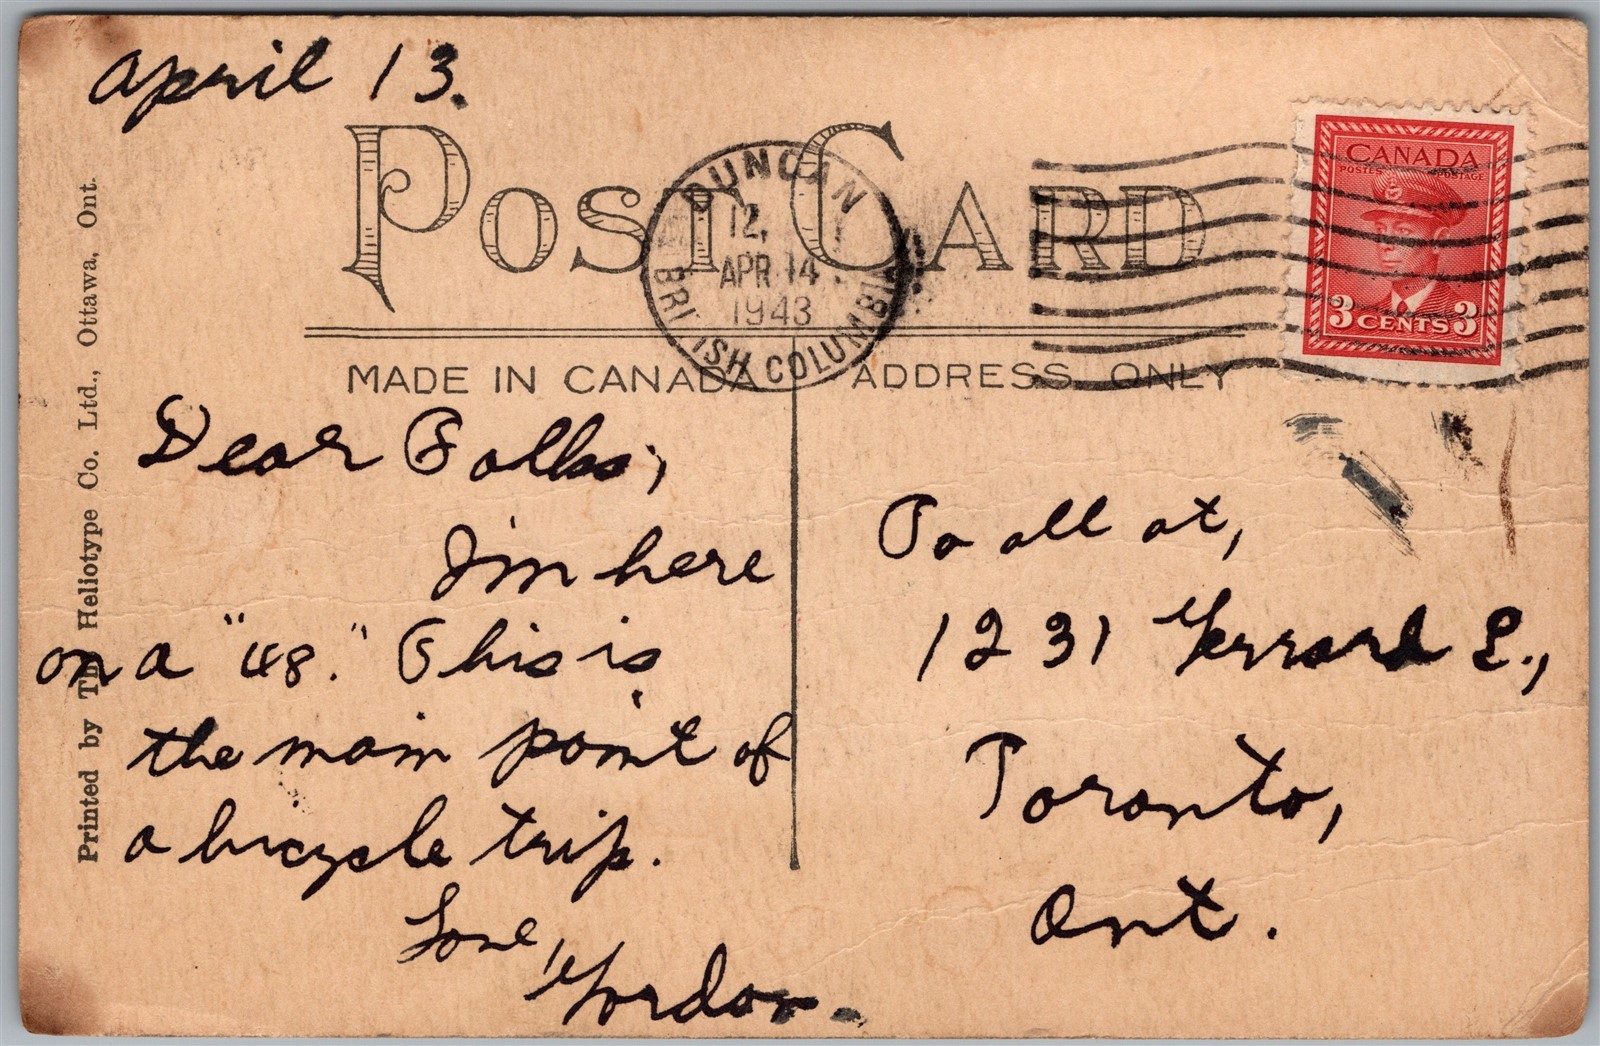 April 13.
POST CARD
DUNCAN
12,
APR 14
1943
BRITISH COLUMBIA
CANADA
POSTES POSTAGE
3 CENTS 3
MADE IN CANADA
ADDRESS ONLY
Printed by The Heliotype Co. Ltd., Ottawa, Ont.
Dear Folks,
I'm here
on a "48." This is
the main point of
a bicycle trip.
Love,
Gordon.
To all at,
1231 Gerrard E.,
Toronto,
Ont.